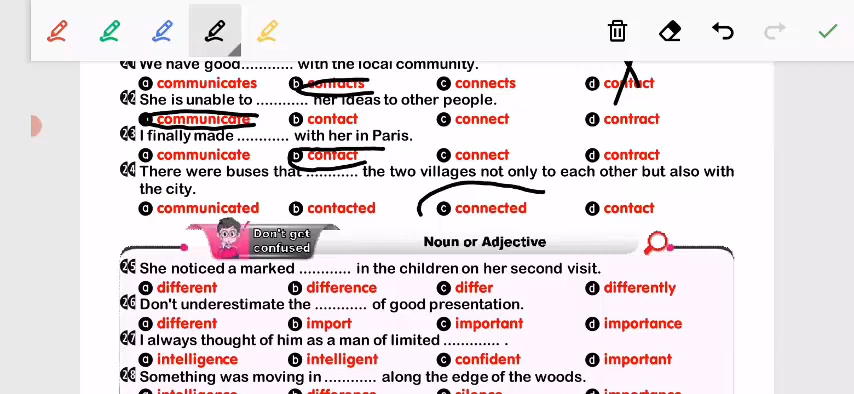 21 We have good............ with the local community.
a communicates b contacts c connects d contact
22 She is unable to ............ her ideas to other people.
a communicate b contact c connect d contract
23 I finally made ............ with her in Paris.
a communicate b contact c connect d contract
24 There were buses that ............ the two villages not only to each other but also with
the city.
a communicated b contacted c connected d contact
Don't get
confused
Noun or Adjective
25 She noticed a marked ............ in the children on her second visit.
a different b difference c differ d differently
26 Don't underestimate the ............ of good presentation.
a different b import c important d importance
27 I always thought of him as a man of limited ............ .
a intelligence b intelligent c confident d important
28 Something was moving in ............ along the edge of the woods.